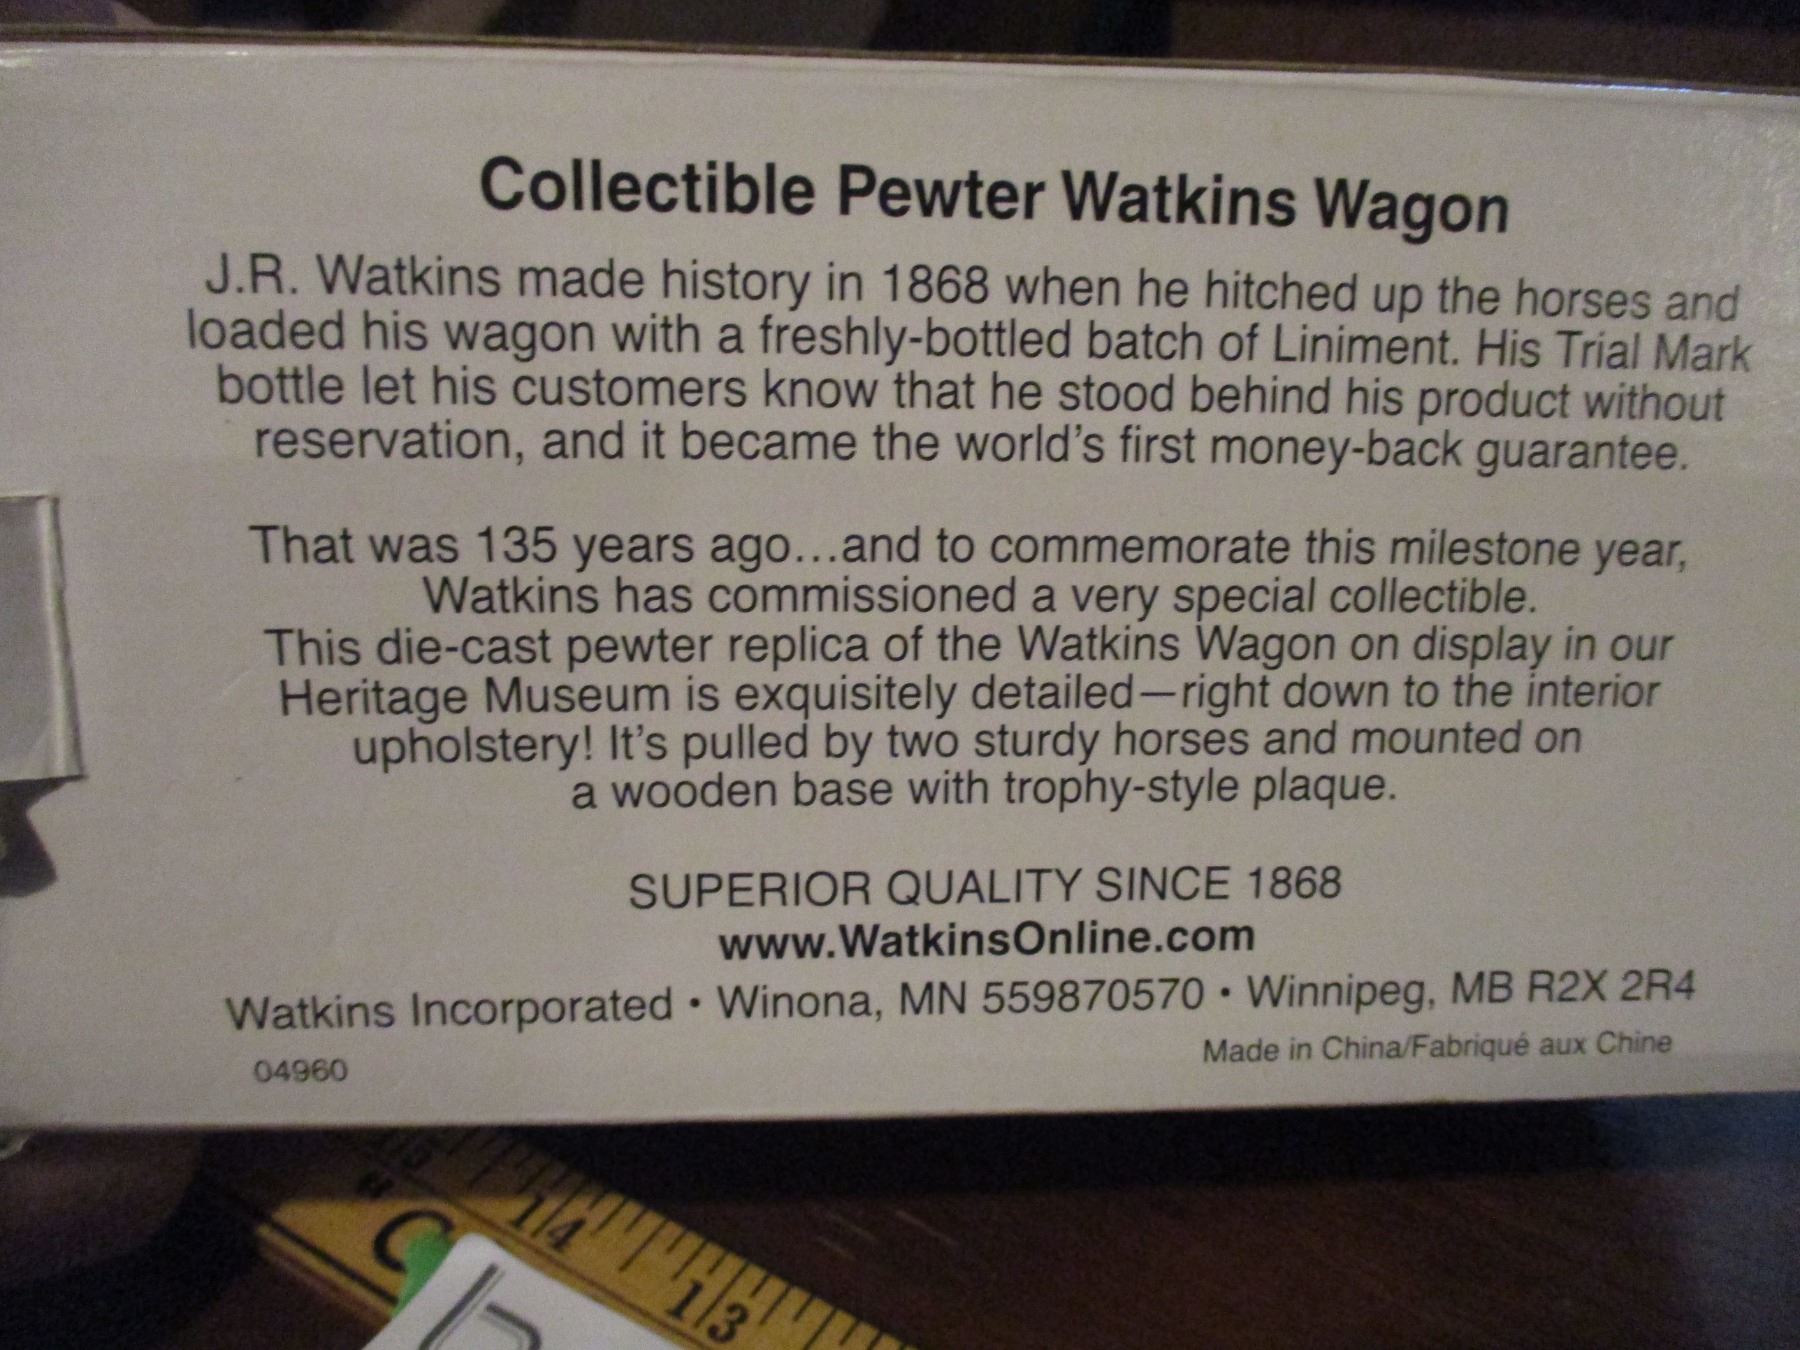 Collectible Pewter Watkins Wagon
J.R. Watkins made history in 1868 when he hitched up the horses and
loaded his wagon with a freshly-bottled batch of Liniment. His Trial Mark
bottle let his customers know that he stood behind his product without
reservation, and it became the world's first money-back guarantee.
That was 135 years ago...and to commemorate this milestone year,
Watkins has commissioned a very special collectible.
This die-cast pewter replica of the Watkins Wagon on display in our
Heritage Museum is exquisitely detailed—right down to the interior
upholstery! It's pulled by two sturdy horses and mounted on
a wooden base with trophy-style plaque.
SUPERIOR QUALITY SINCE 1868
www.WatkinsOnline.com
Watkins Incorporated • Winona, MN 559870570 • Winnipeg, MB R2X 2R4
Made in China/Fabriqué aux Chine
04960
14
13